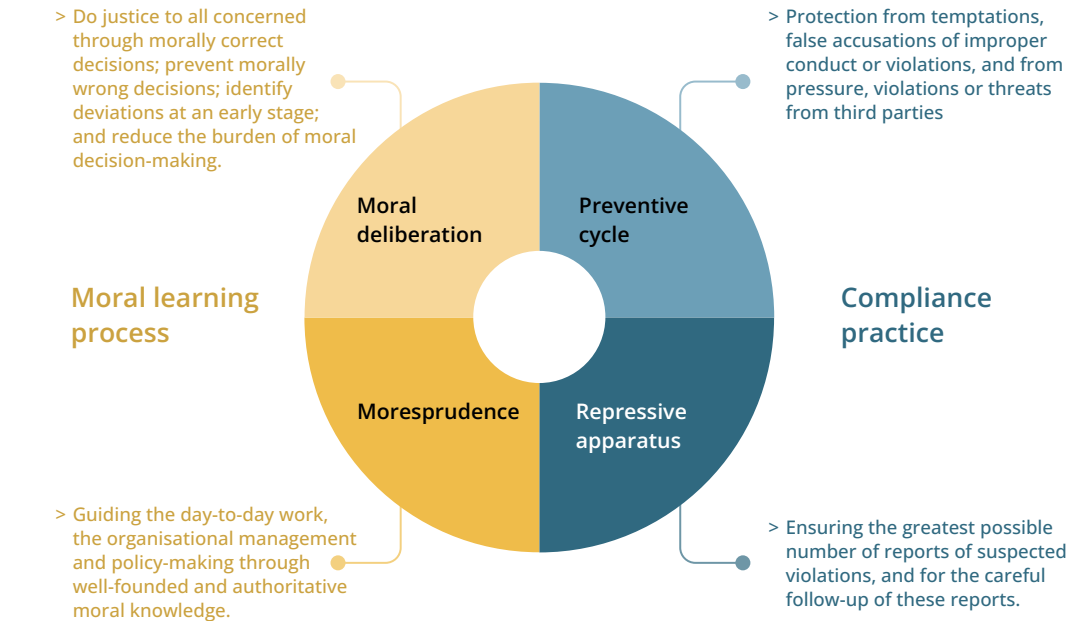 > Do justice to all concerned
through morally correct
decisions; prevent morally
wrong decisions; identify
deviations at an early stage;
and reduce the burden of moral
decision-making.
> Protection from temptations,
false accusations of improper
conduct or violations, and from
pressure, violations or threats
from third parties
Moral
deliberation
Preventive
cycle
Moral learning
process
Compliance
practice
Moresprudence
Repressive
apparatus
> Guiding the day-to-day work,
the organisational management
and policy-making through
well-founded and authoritative
moral knowledge.
> Ensuring the greatest possible
number of reports of suspected
violations, and for the careful
follow-up of these reports.